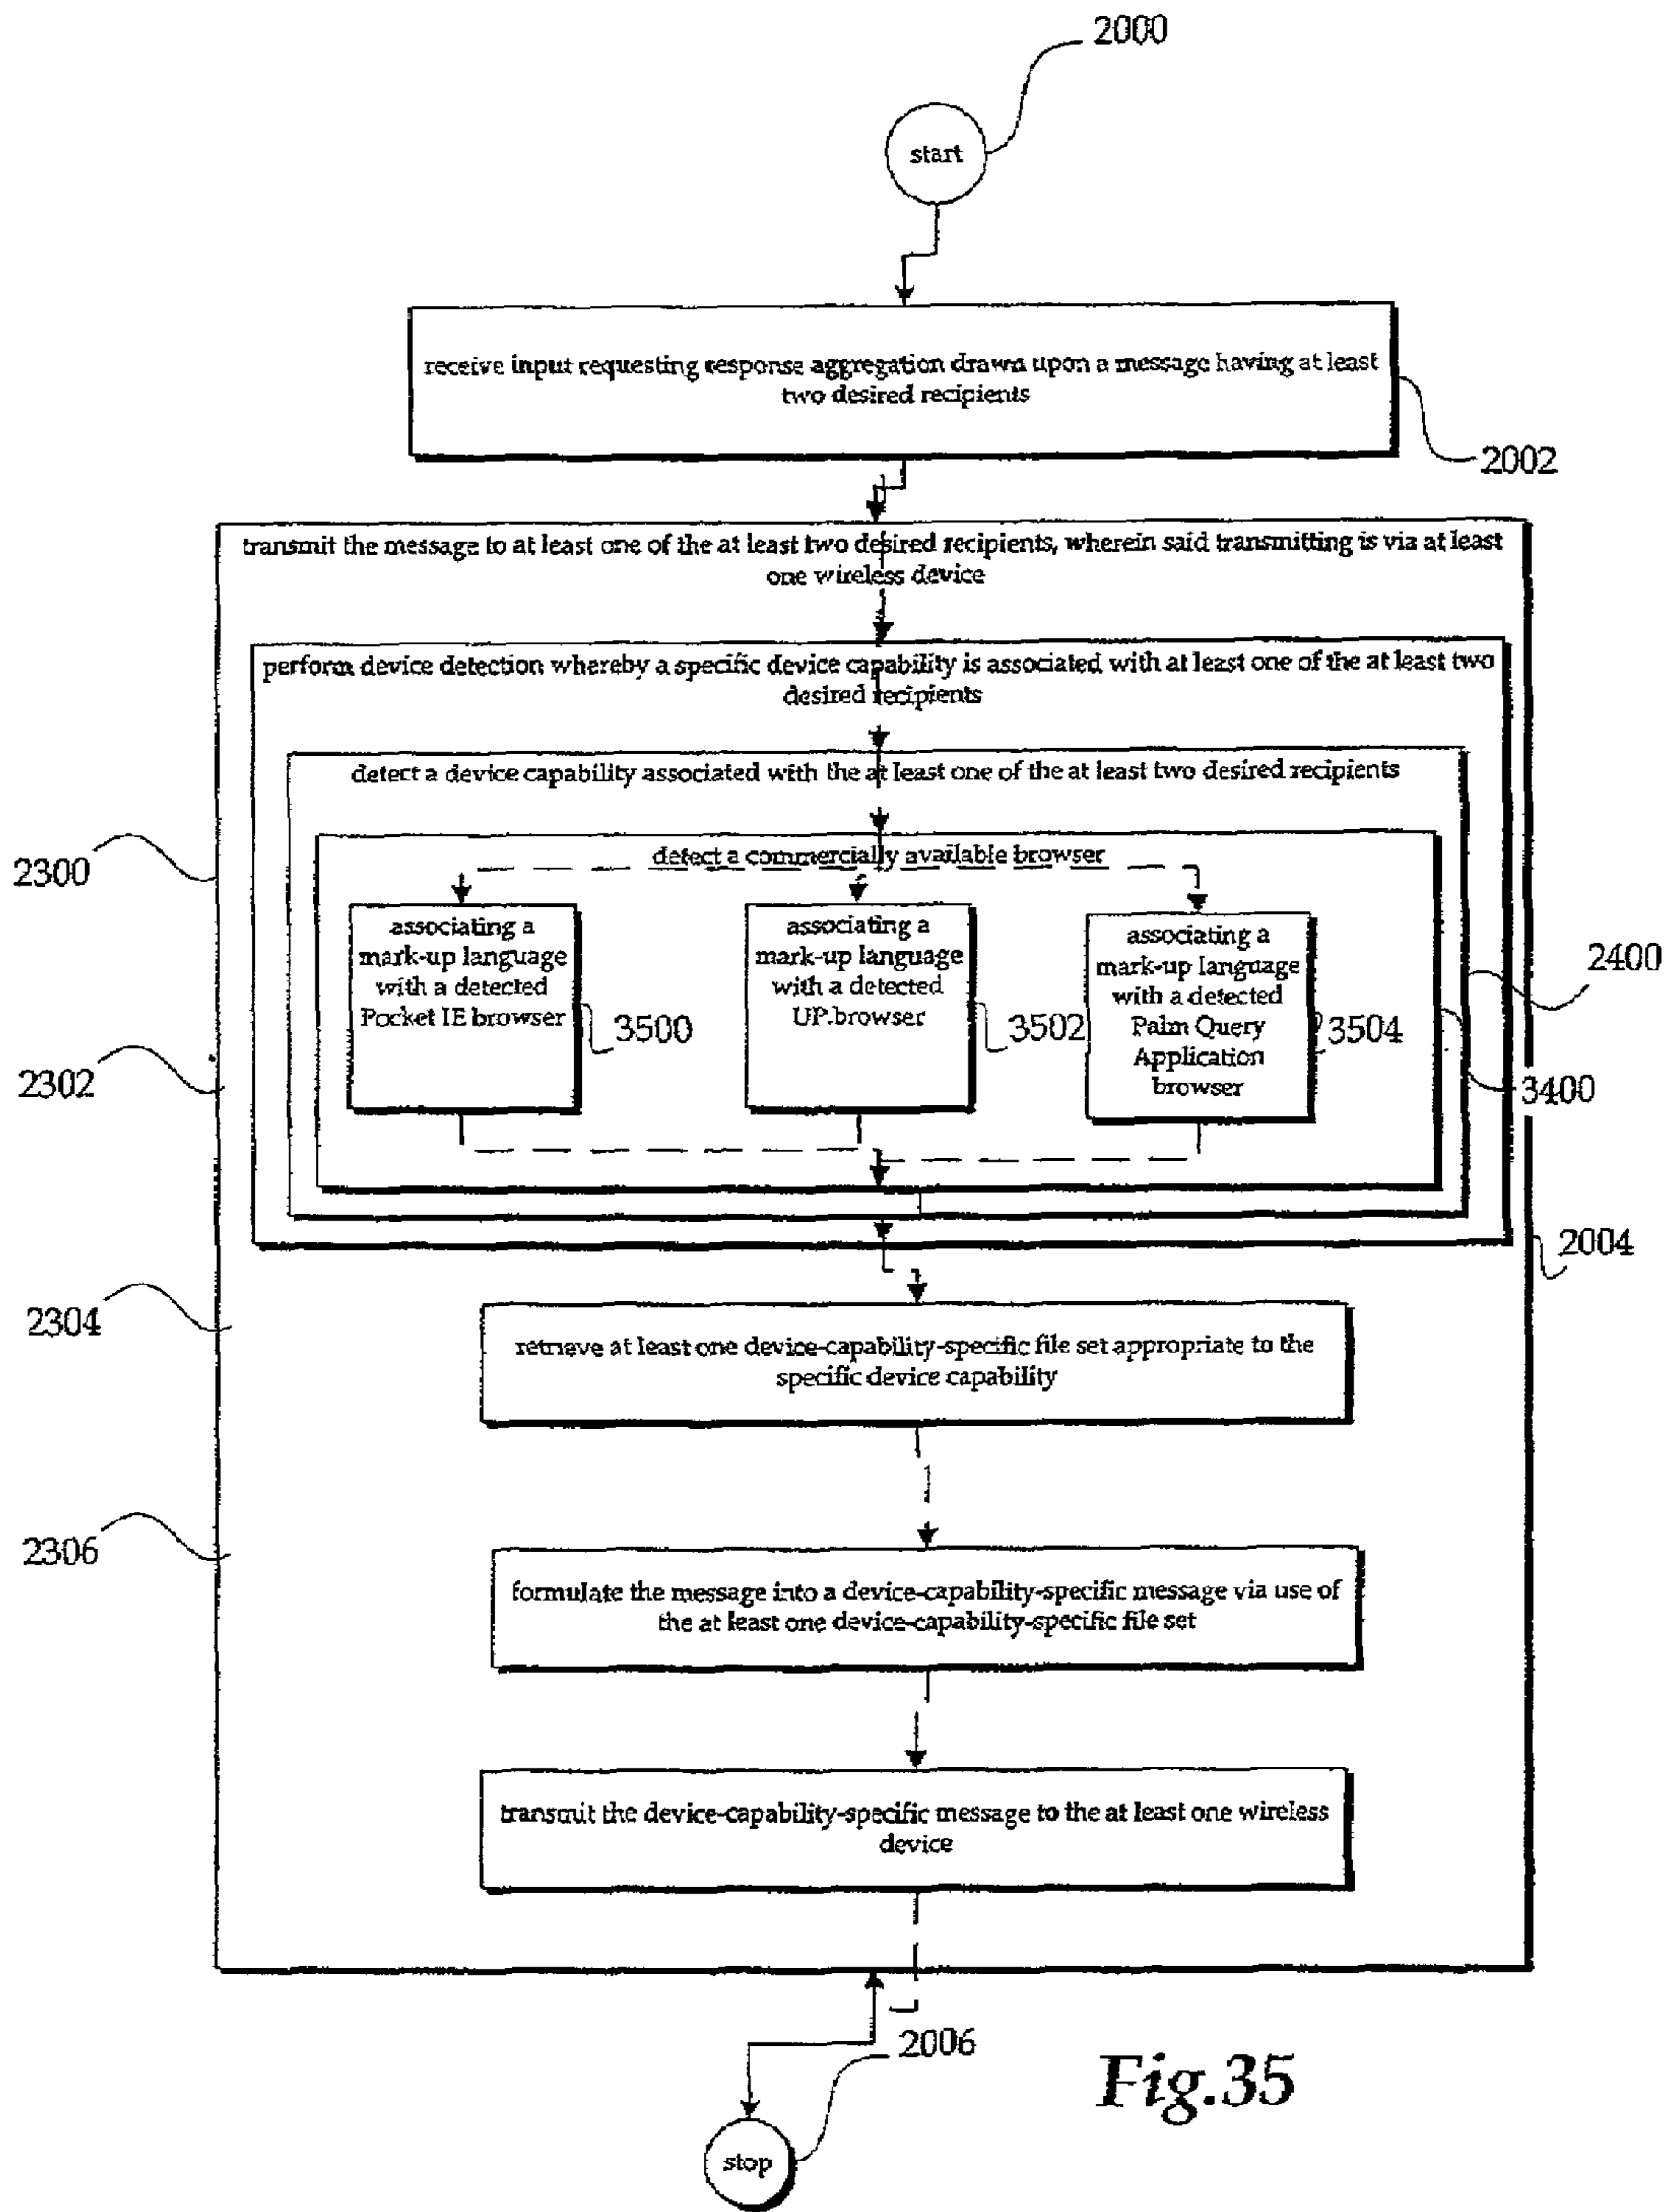 2000
start
receive input requesting response aggregation drawn upon a message having at least
two desired recipients
2002
transmit the message to at least one of the at least two desired recipients, wherein said transmitting is via at least
one wireless device
perform device detection whereby a specific device capability is associated with at least one of the at least two
desired recipients
detect a device capability associated with the at least one of the at least two desired recipients
detect a commercially available browser
2300
associating a
mark-up language
with a detected
Pocket IE browser
3500
associating a
mark-up language
with a detected
UP.browser
3502
associating a
mark-up language
with a detected
Palm Query
Application
browser
3504
2400
2302
3400
2004
2304
retrieve at least one device-capability-specific file set appropriate to the
specific device capability
2306
formulate the message into a device-capability-specific message via use of
the at least one device-capability-specific file set
transmit the device-capability-specific message to the at least one wireless
device
2006
stop
Fig.35